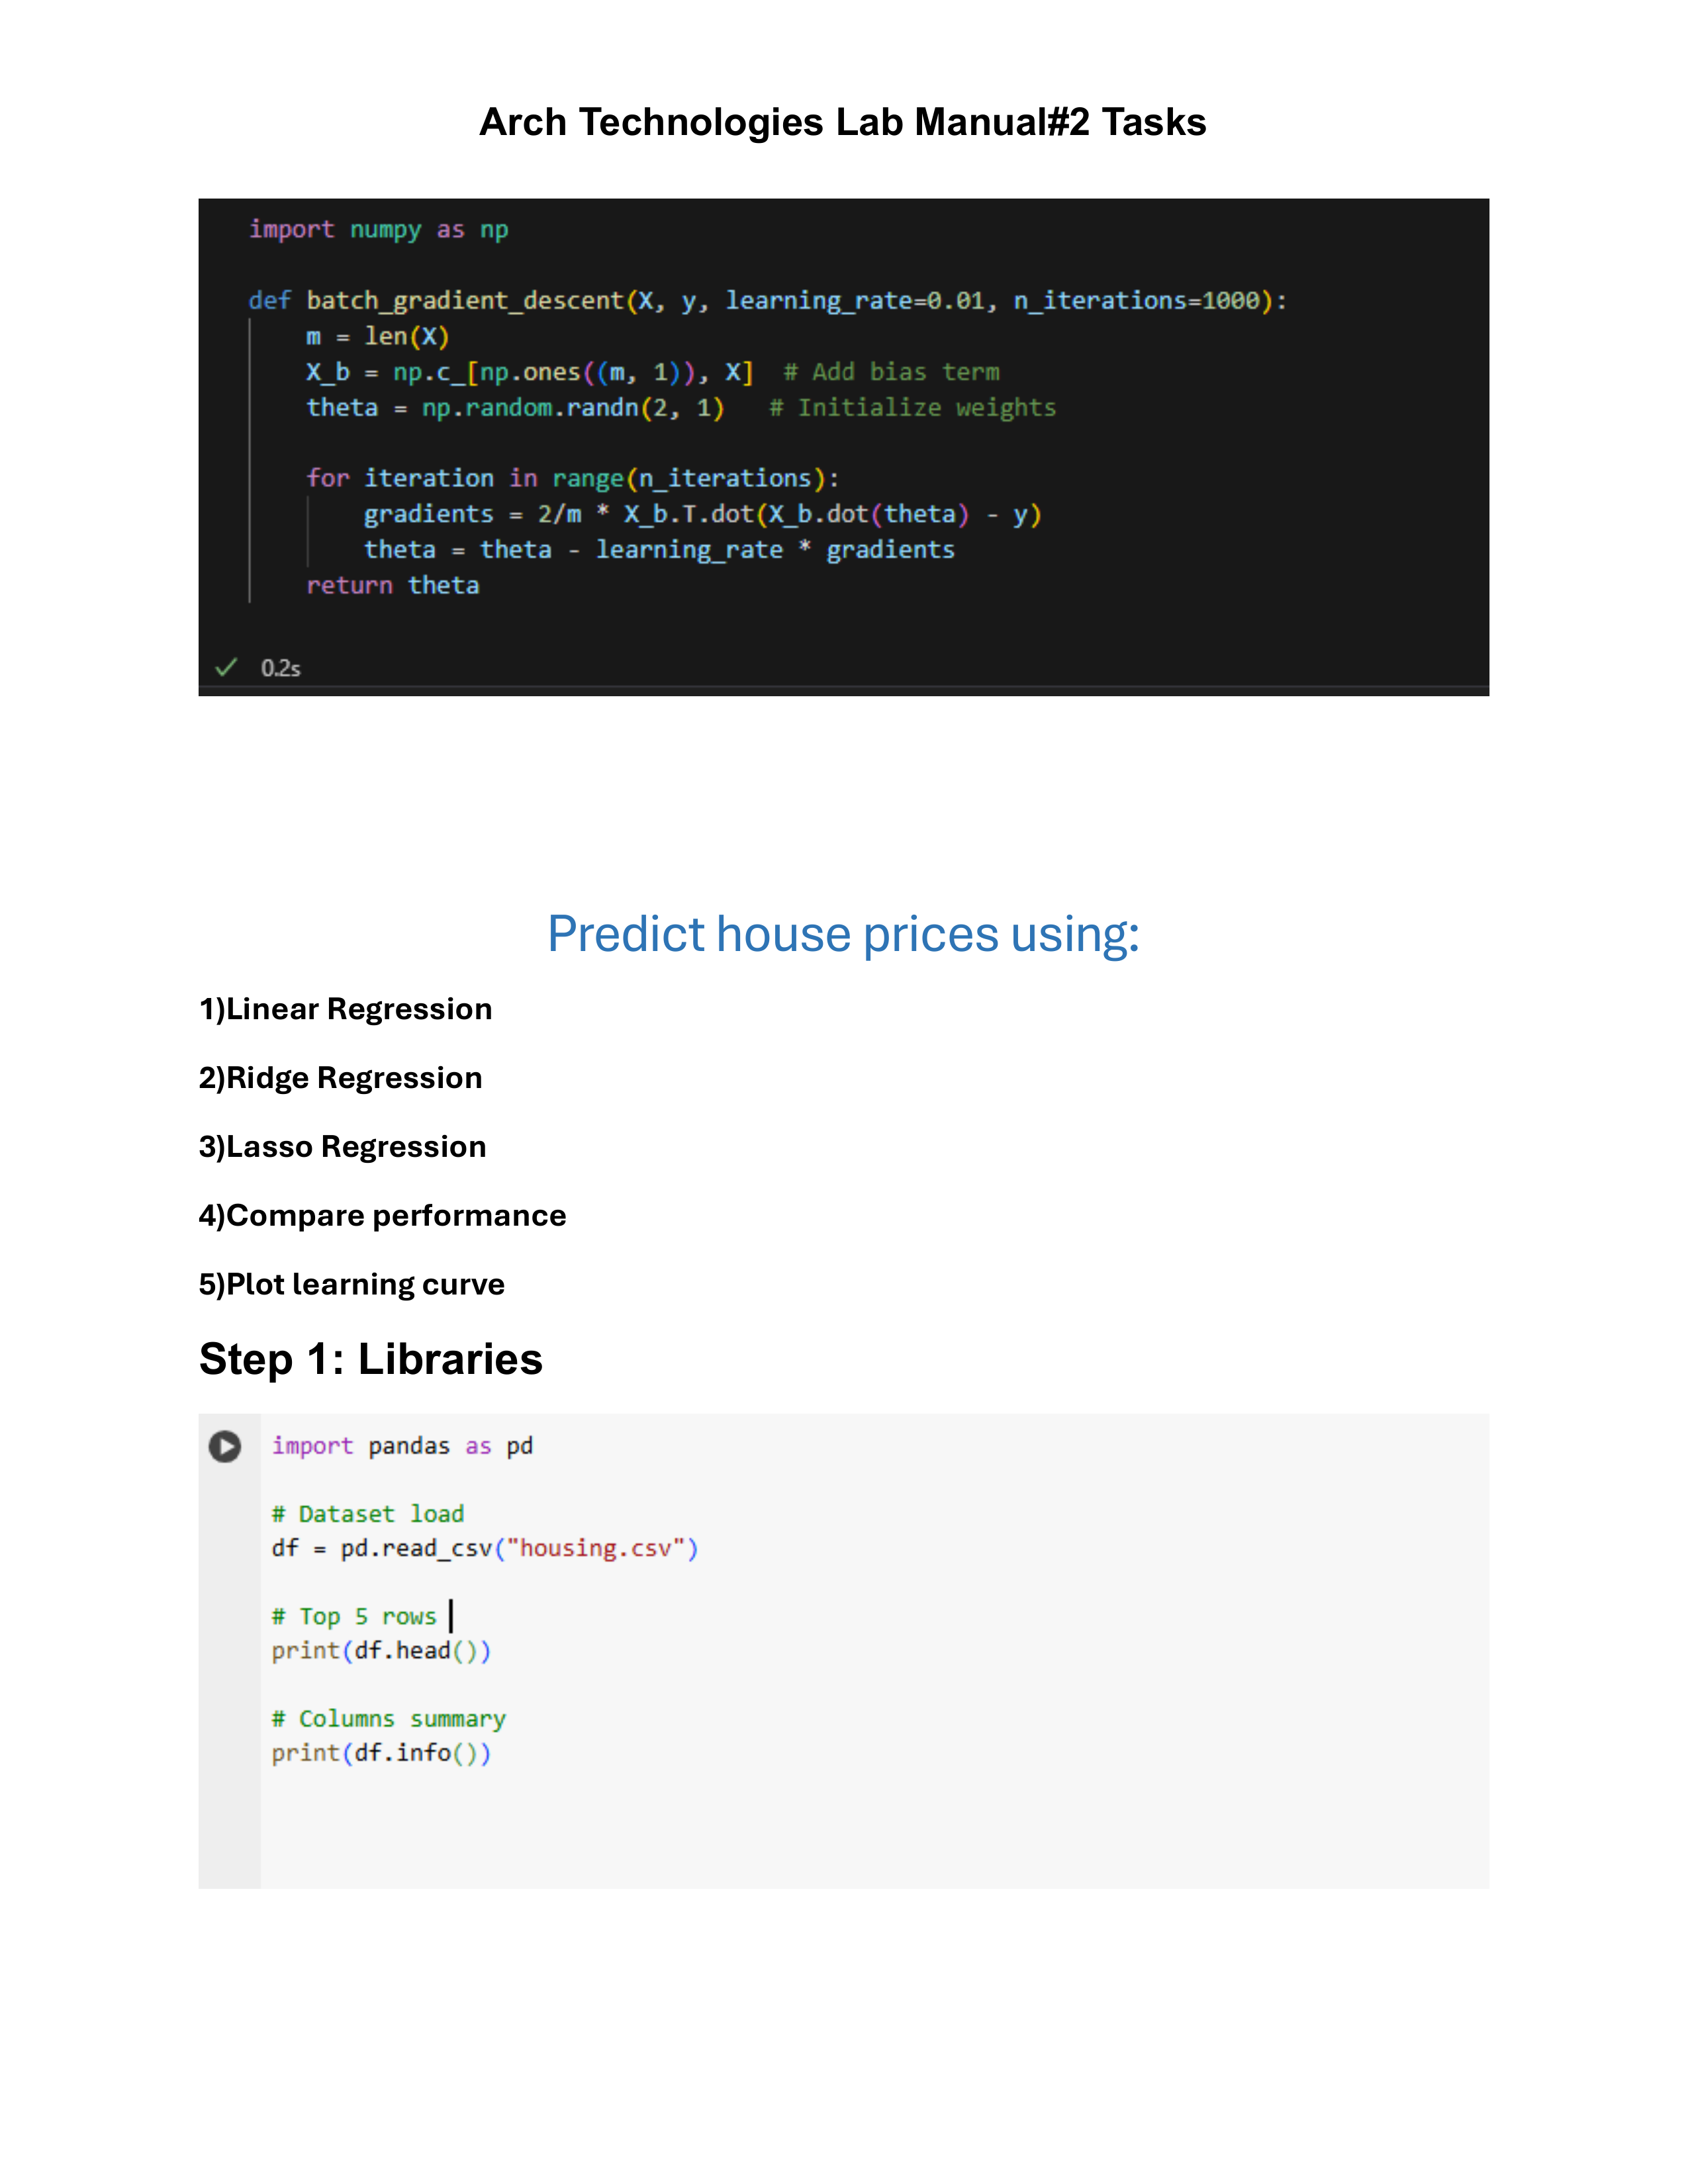 Arch Technologies Lab Manual#2 Tasks
import numpy as np
def batch_gradient_descent(X, y, learning_rate=0.01, n_iterations=1000):
    m = len(X)
    X_b = np.c_[np.ones((m, 1)), X]  # Add bias term
    theta = np.random.randn(2, 1)   # Initialize weights
    for iteration in range(n_iterations):
        gradients = 2/m * X_b.T.dot(X_b.dot(theta) - y)
        theta = theta - learning_rate * gradients
    return theta
✓ 0.2s
Predict house prices using:
1)Linear Regression
2)Ridge Regression
3)Lasso Regression
4)Compare performance
5)Plot learning curve
Step 1: Libraries
import pandas as pd
# Dataset load
df = pd.read_csv("housing.csv")
# Top 5 rows
print(df.head())
# Columns summary
print(df.info())